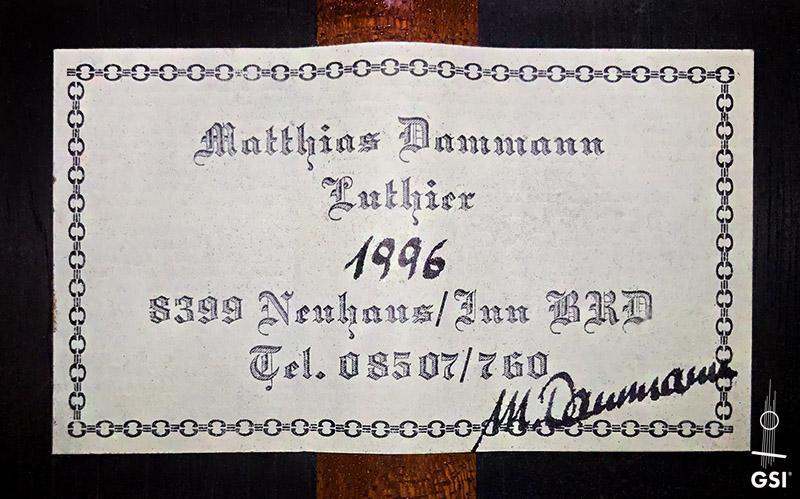 Matthias Dammann
Luthier
1996
8399 Neuhaus/Inn BRD
Tel. 08507/760
M. Dammann
GSI®